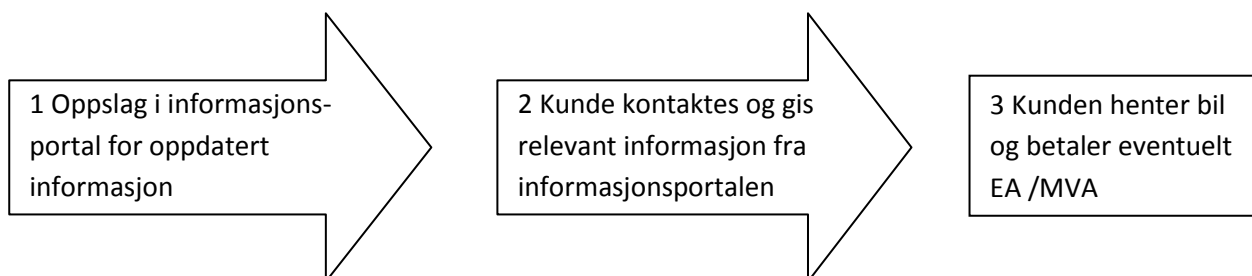 1 Oppslag i informasjons-
portal for oppdatert
informasjon
2 Kunde kontaktes og gis
relevant informasjon fra
informasjonsportalen
3 Kunden henter bil
og betaler eventuelt
EA /MVA